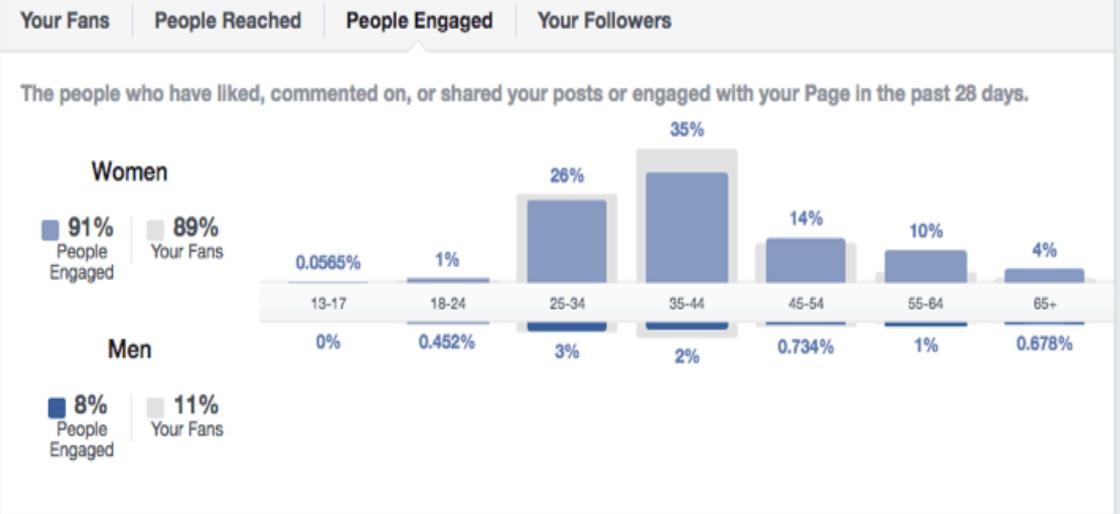 Your Fans People Reached People Engaged Your Followers
The people who have liked, commented on, or shared your posts or engaged with your Page in the past 28 days.
Women
91% 89%
People Your Fans
Engaged
35%
26%
14%
10%
4%
0.0565% 1%
13-17 18-24 25-34 35-44 45-54 55-64 65+
0% 0.452% 3% 2% 0.734% 1% 0.678%
Men
8% 11%
People Your Fans
Engaged